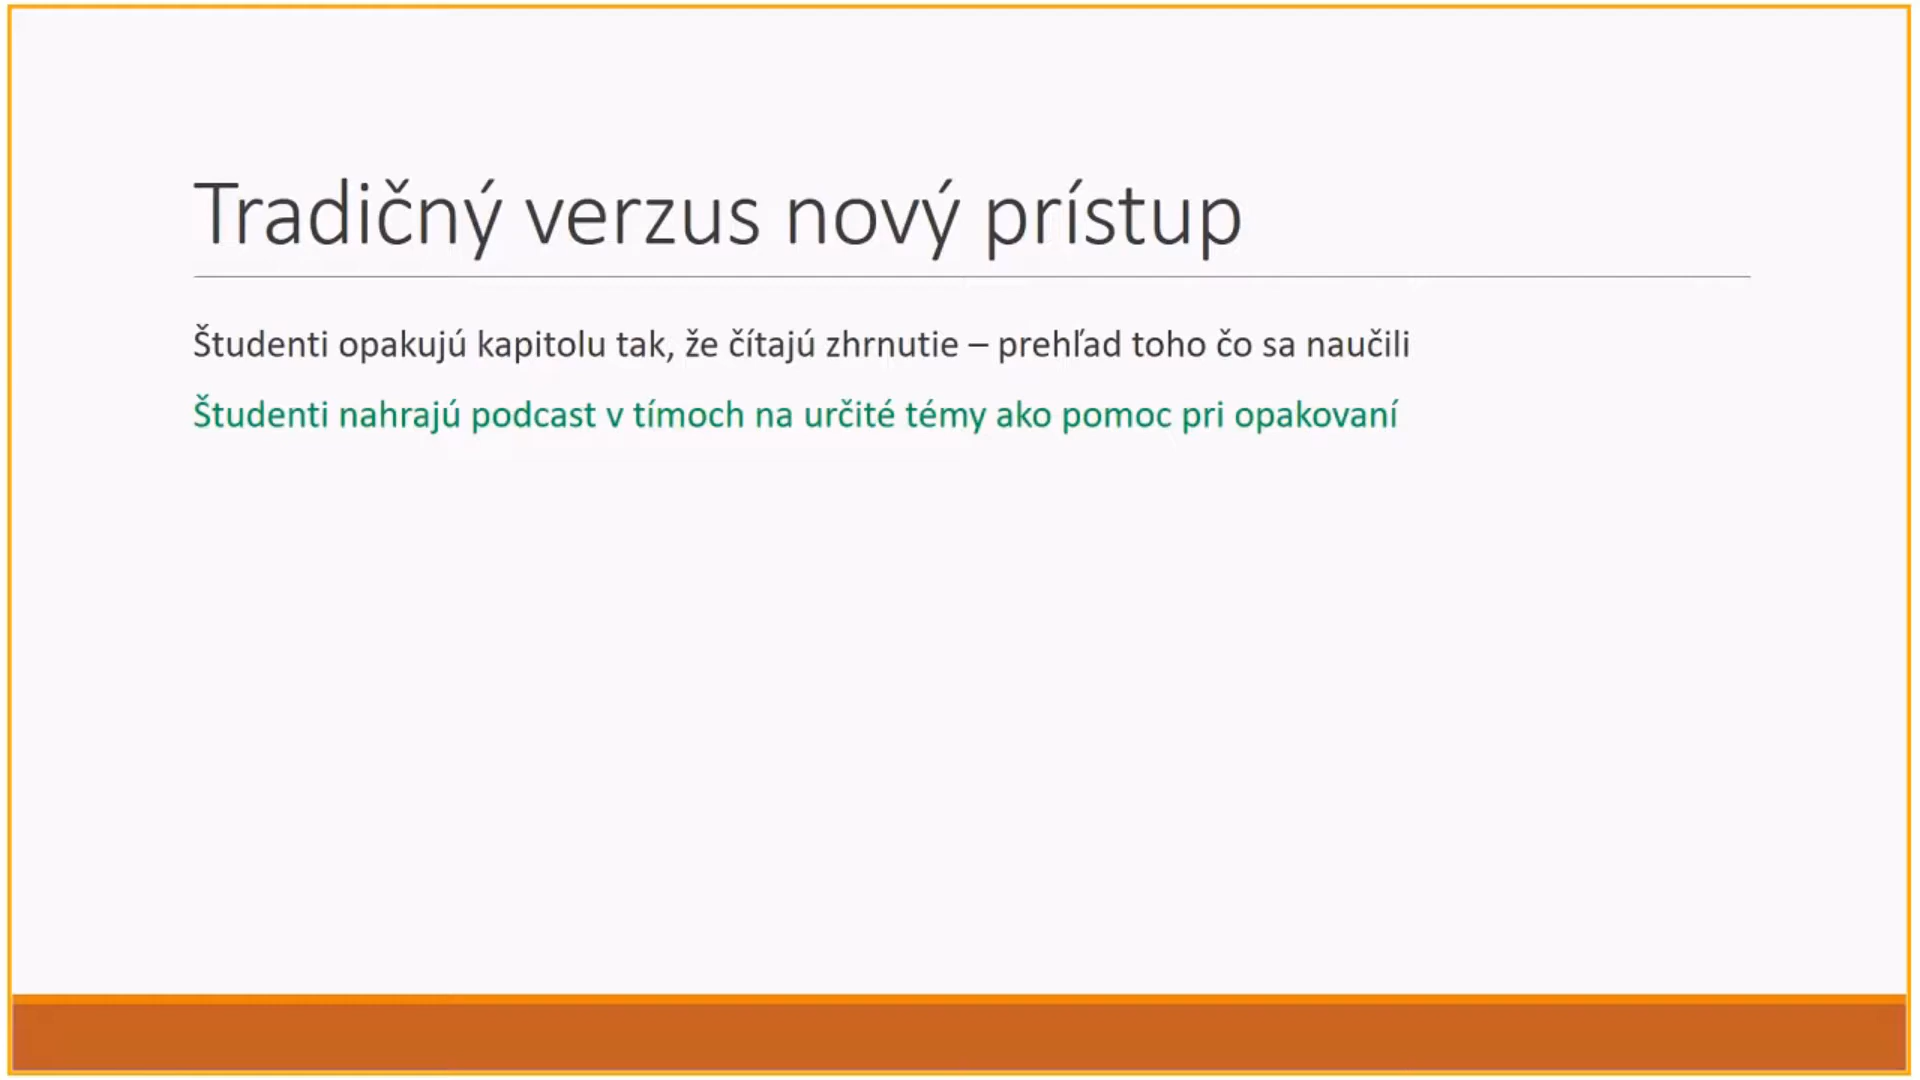 Tradičný verzus nový prístup
Študenti opakujú kapitolu tak, že čítajú zhrnutie – prehľad toho čo sa naučili
Študenti nahrajú podcast v tímoch na určité témy ako pomoc pri opakovaní